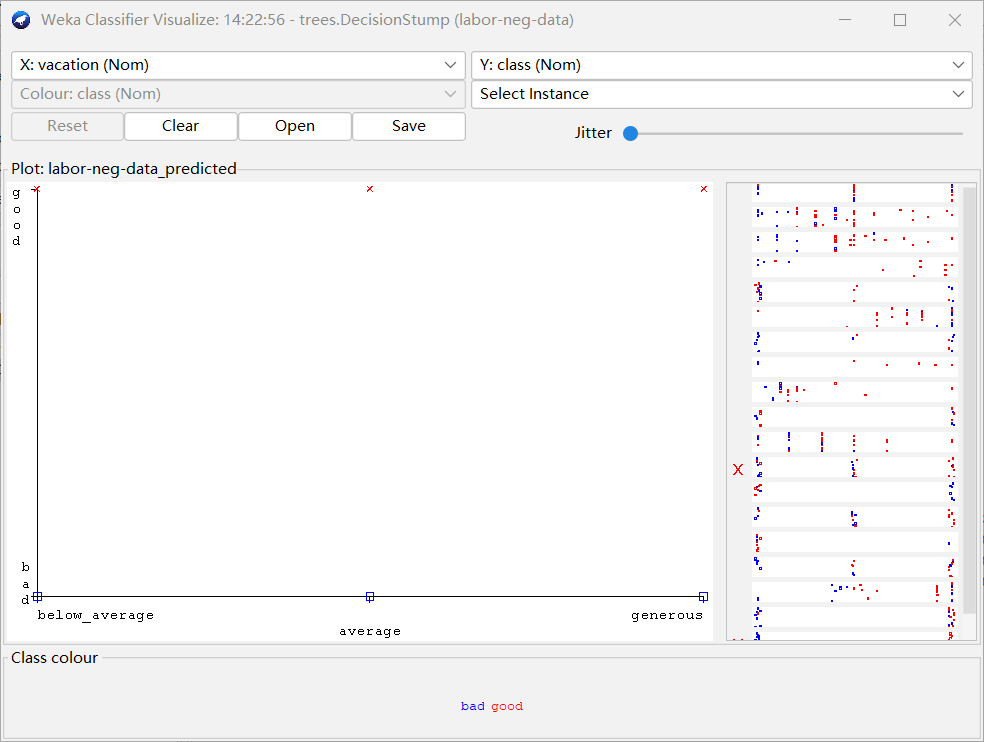 Weka Classifier Visualize: 14:22:56 - trees.DecisionStump (labor-neg-data)
X: vacation (Nom)
Y: class (Nom)
Colour: class (Nom)
Select Instance
Reset
Clear
Open
Save
Jitter
Plot: labor-neg-data_predicted
good
bad
below_average
average
generous
X
Class colour
bad good